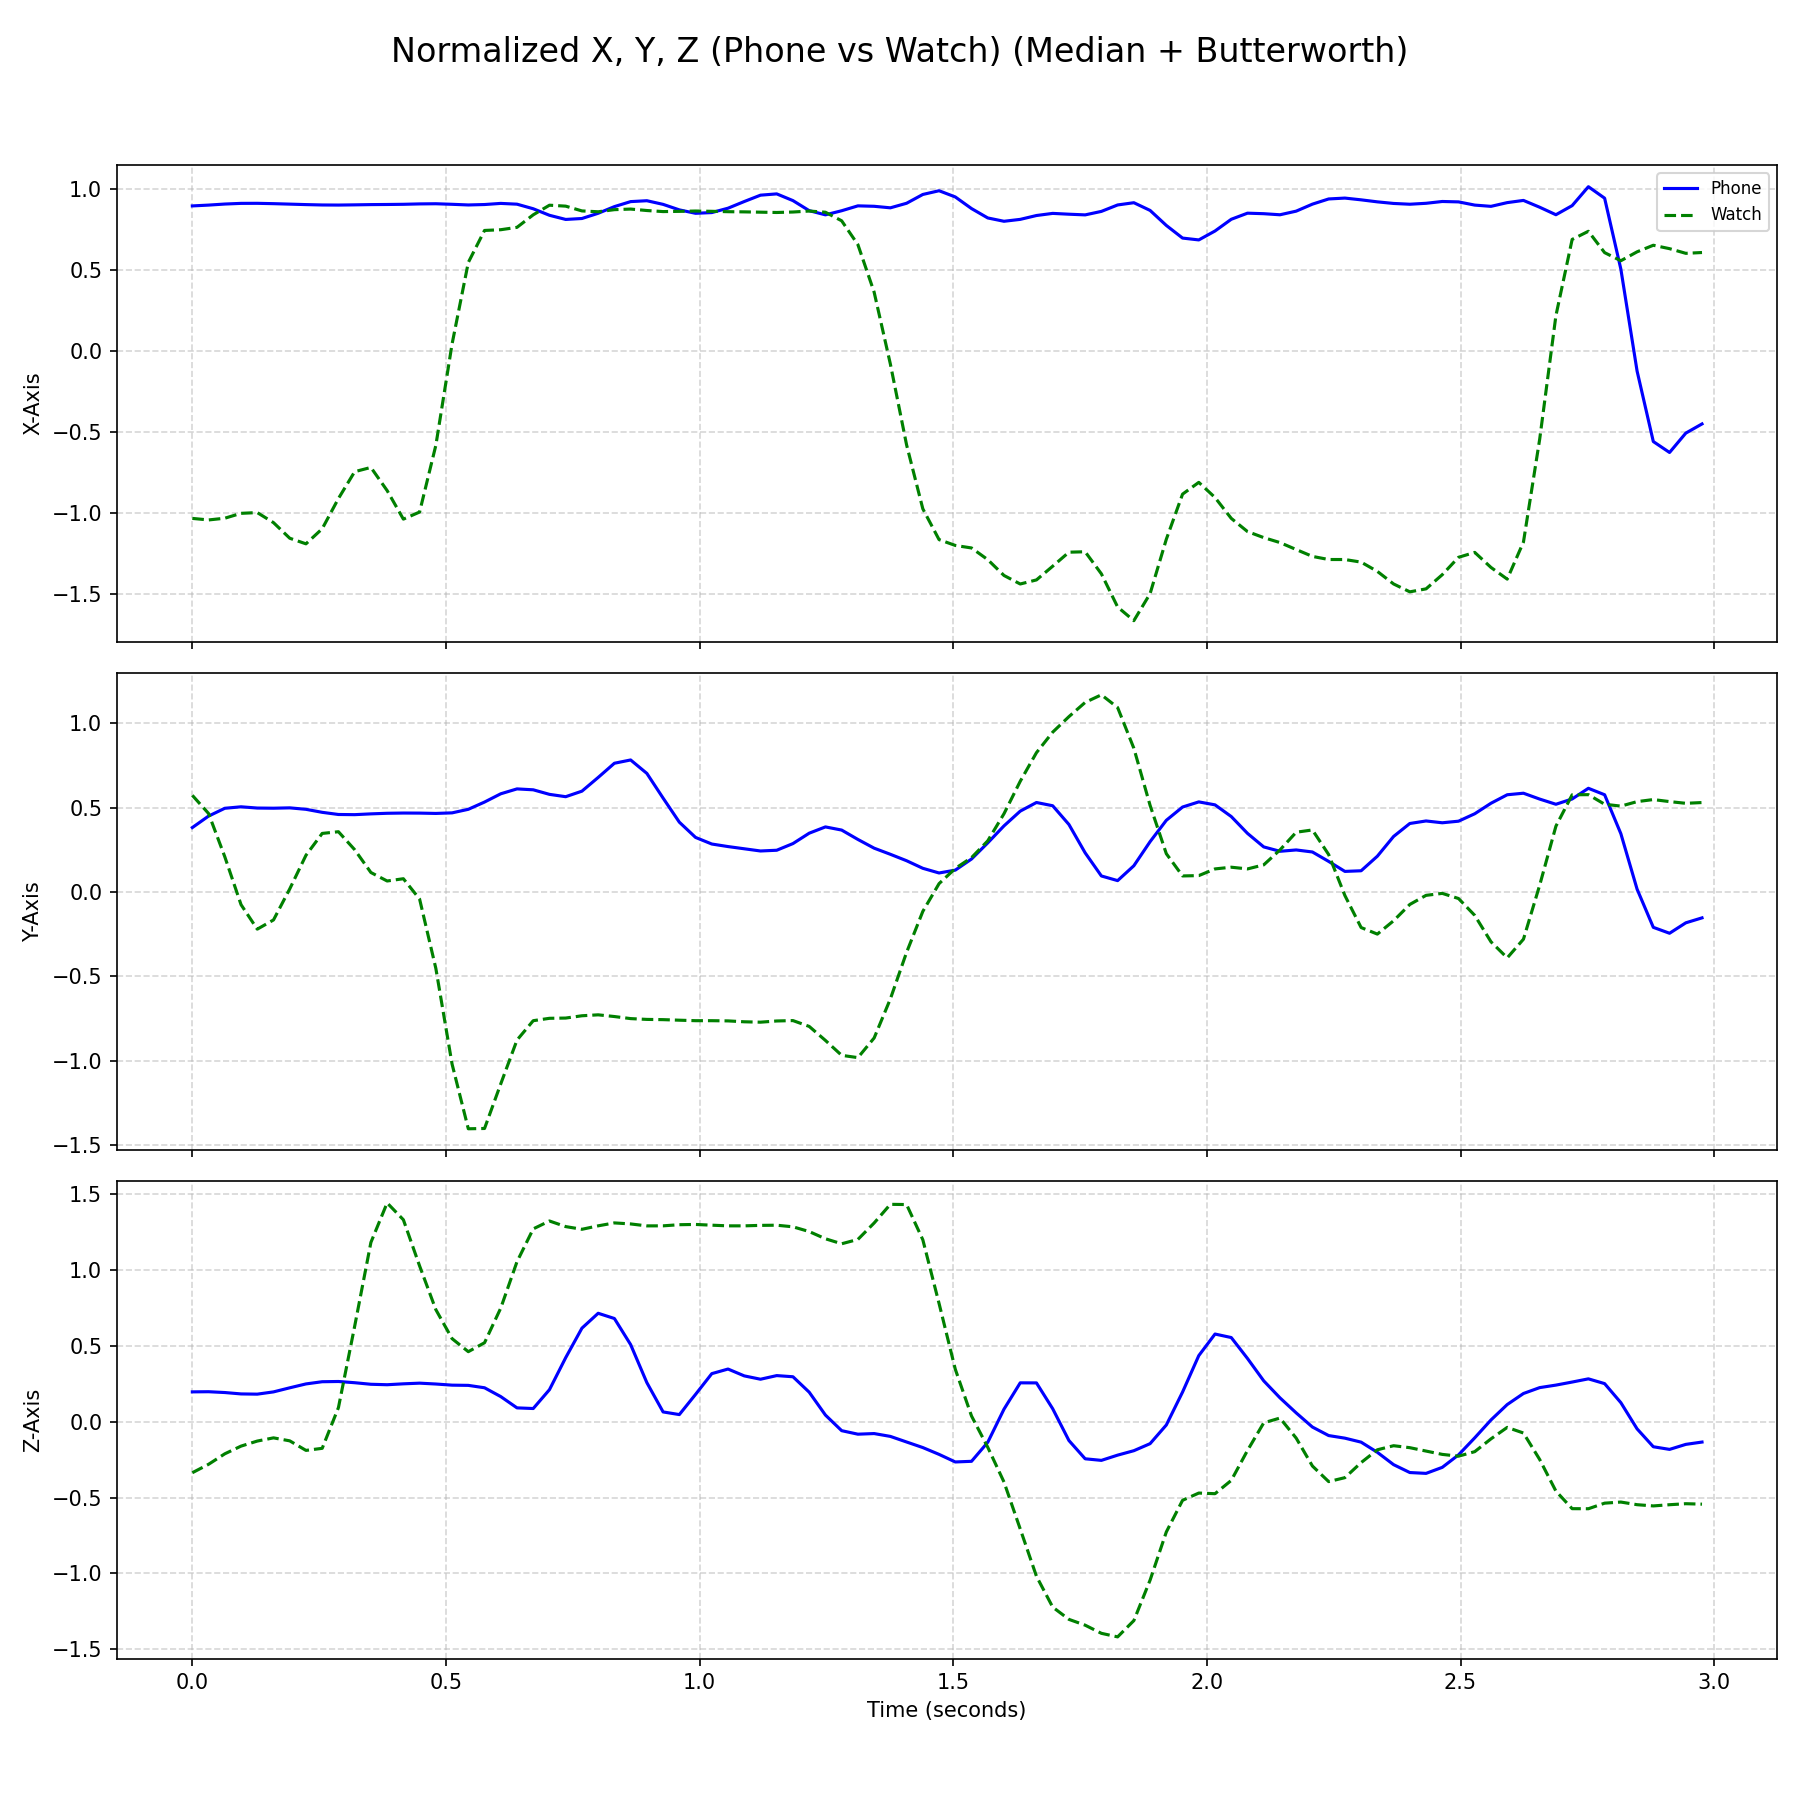 Normalized X, Y, Z (Phone vs Watch) (Median + Butterworth)
1.0
0.5
0.0
−0.5
−1.0
−1.5
X-Axis
Phone
Watch
1.0
0.5
0.0
−0.5
−1.0
−1.5
Y-Axis
1.5
1.0
0.5
0.0
−0.5
−1.0
−1.5
Z-Axis
0.0 0.5 1.0 1.5 2.0 2.5 3.0
Time (seconds)